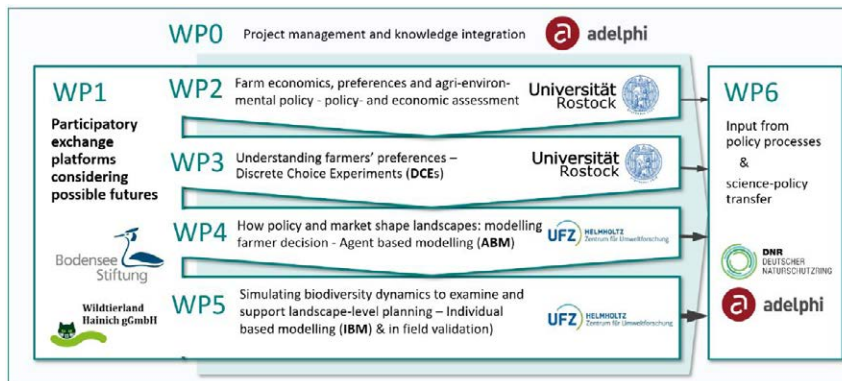 WP0 Project management and knowledge integration adelphi
WP1
Participatory
exchange
platforms
considering
possible futures
Bodensee
Stiftung
Wildtierland
Hainich gGmbH
WP2 Farm economics, preferences and agri-environ-
mental policy - policy- and economic assessment
Universität
Rostock
WP3 Understanding farmers' preferences –
Discrete Choice Experiments (DCEs)
Universität
Rostock
WP4 How policy and market shape landscapes: modelling
farmer decision - Agent based modelling (ABM)
UFZ HELMHOLTZ
Zentrum für Umweltforschung
WP5 Simulating biodiversity dynamics to examine and
support landscape-level planning – Individual
based modelling (IBM) & in field validation)
UFZ HELMHOLTZ
Zentrum für Umweltforschung
WP6
Input from
policy processes
&
science-policy
transfer
DNR
DEUTSCHER
NATURSCHUTZRING
adelphi